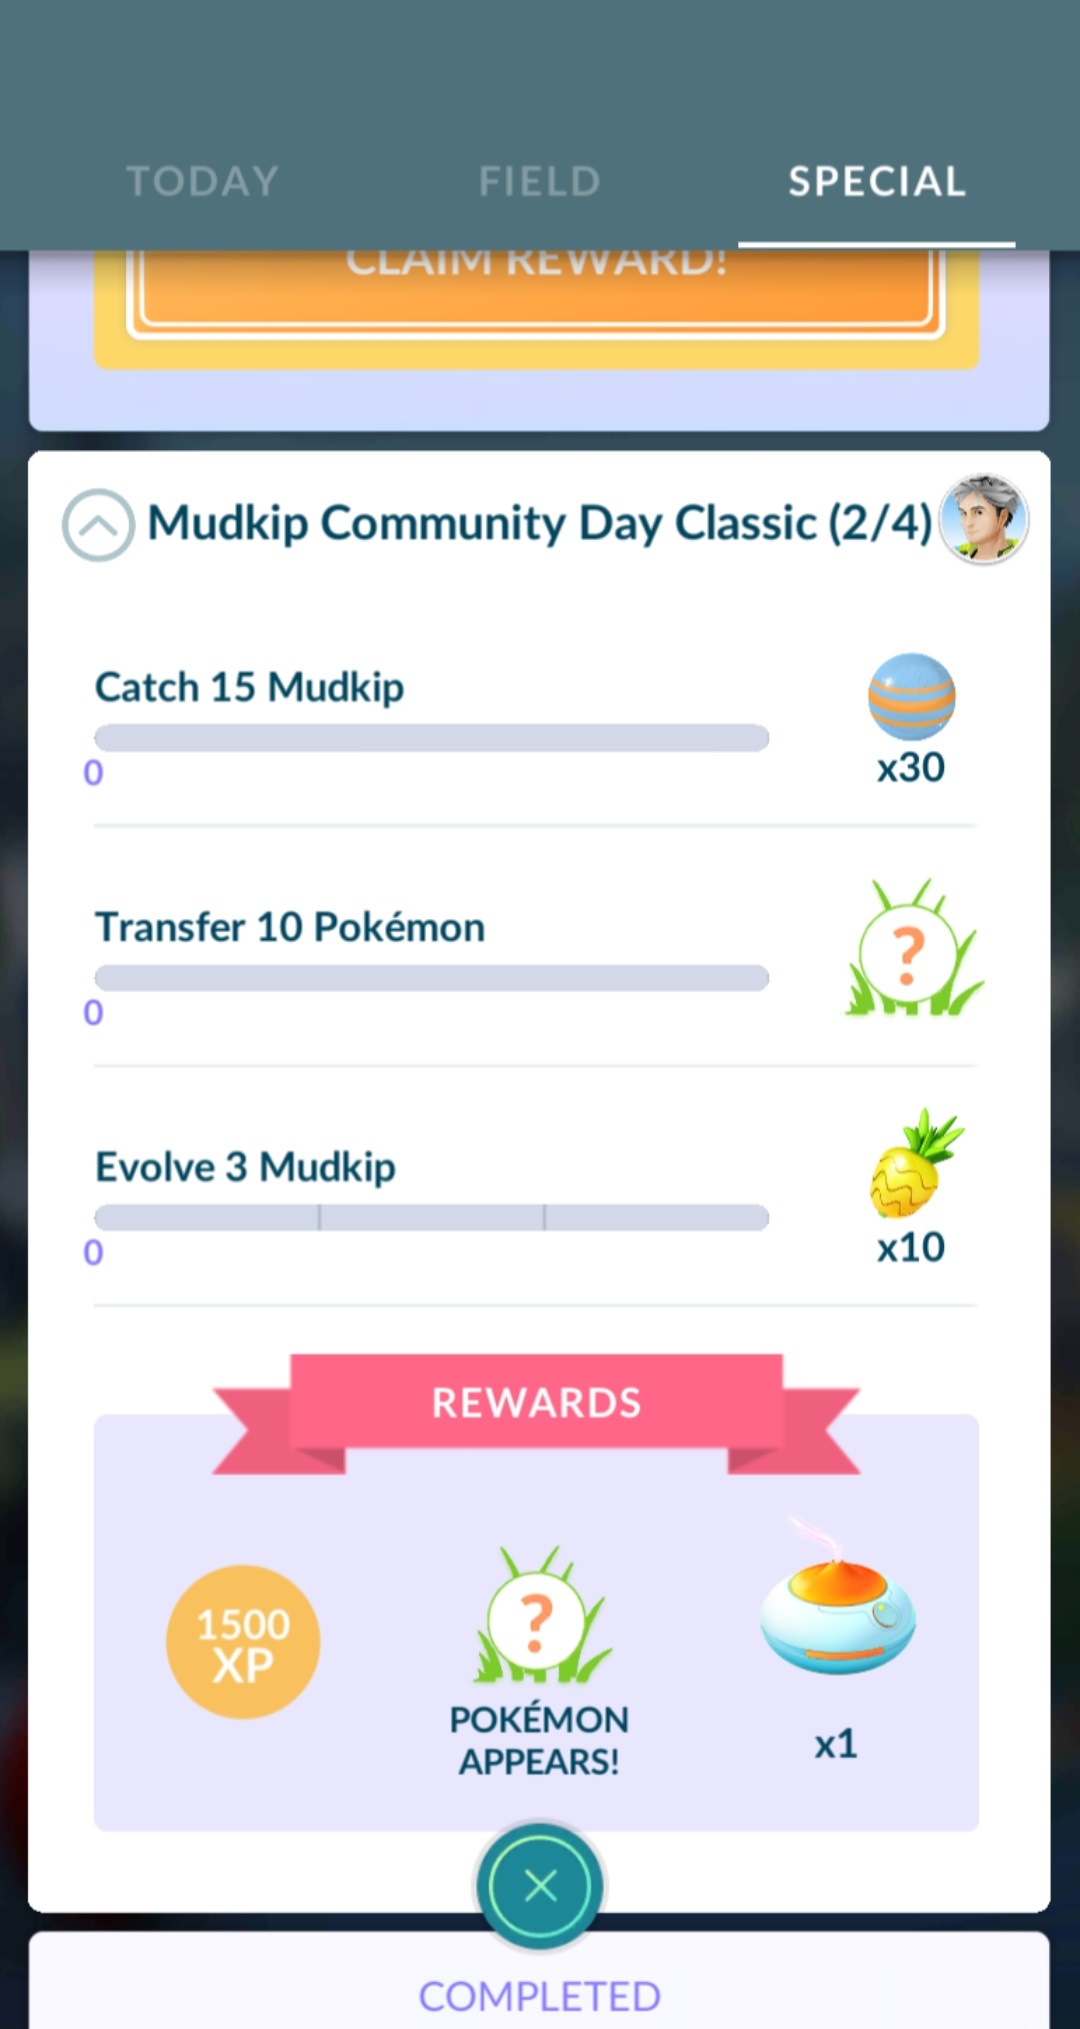 TODAY
FIELD
SPECIAL
CLAIM REWARD!
Mudkip Community Day Classic (2/4)
Catch 15 Mudkip
0
x30
Transfer 10 Pokémon
0
?
Evolve 3 Mudkip
0
x10
REWARDS
1500
XP
?
POKÉMON
APPEARS!
x1
COMPLETED